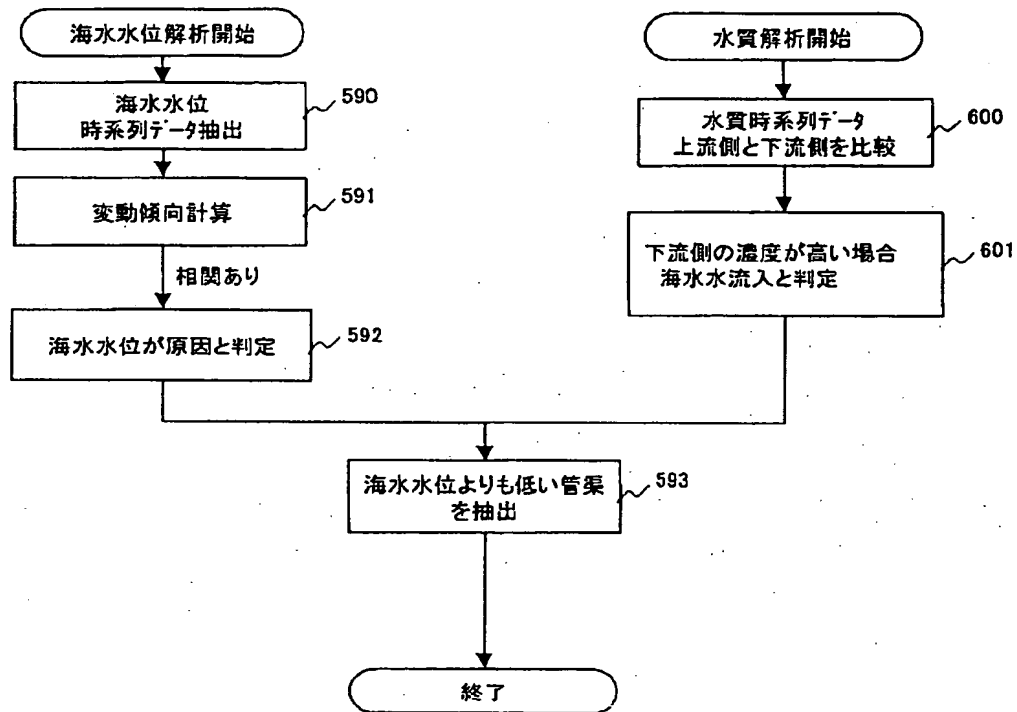 海水水位解析開始
海水水位
時系列データ抽出
590
変動傾向計算
591
相関あり
海水水位が原因と判定
592
水質解析開始
水質時系列データ
上流側と下流側を比較
600
下流側の濃度が高い場合
海水水流入と判定
601
海水水位よりも低い管渠
を抽出
593
終了